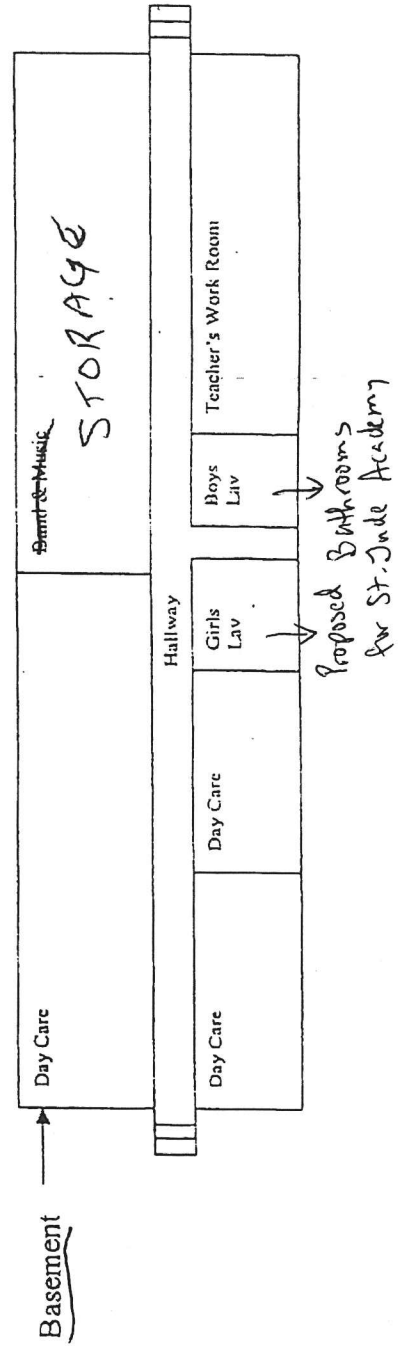 Basement
Day Care
Band & Music
STORAGE
Hallway
Day Care
Day Care
Girls
Lav
Boys
Lav
Teacher's Work Room
Proposed Bathrooms
for St. Jude Academy